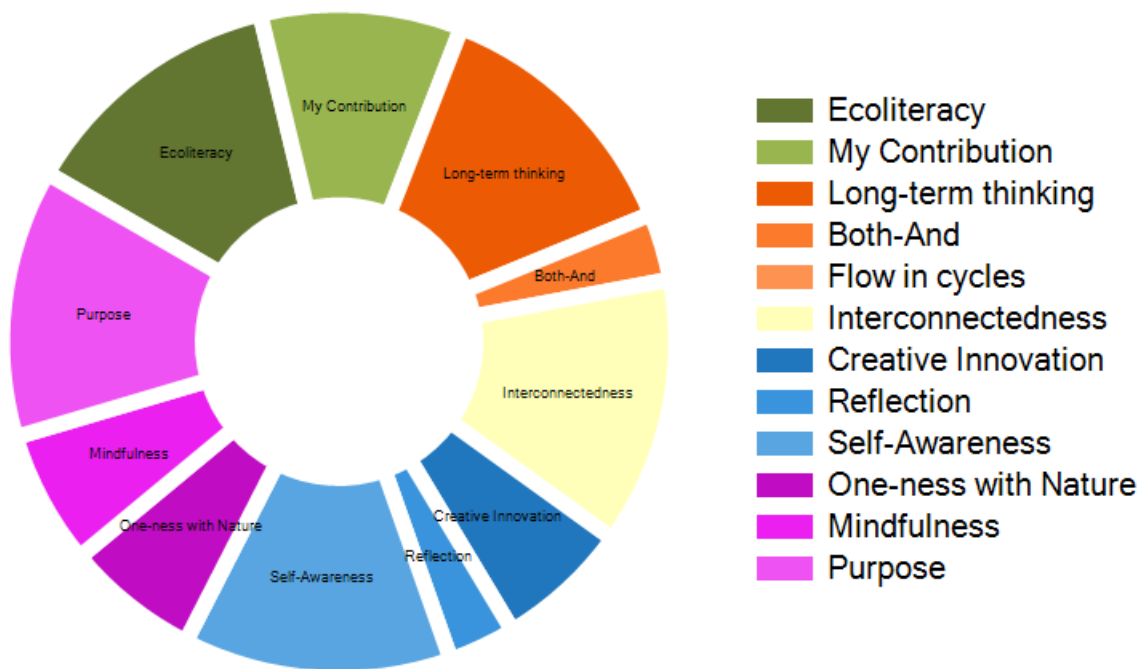 My Contribution
Ecoliteracy
Long-term thinking
Both-And
Purpose
Interconnectedness
Mindfulness
One-ness with Nature
Creative Innovation
Reflection
Self-Awareness
Ecoliteracy
My Contribution
Long-term thinking
Both-And
Flow in cycles
Interconnectedness
Creative Innovation
Reflection
Self-Awareness
One-ness with Nature
Mindfulness
Purpose